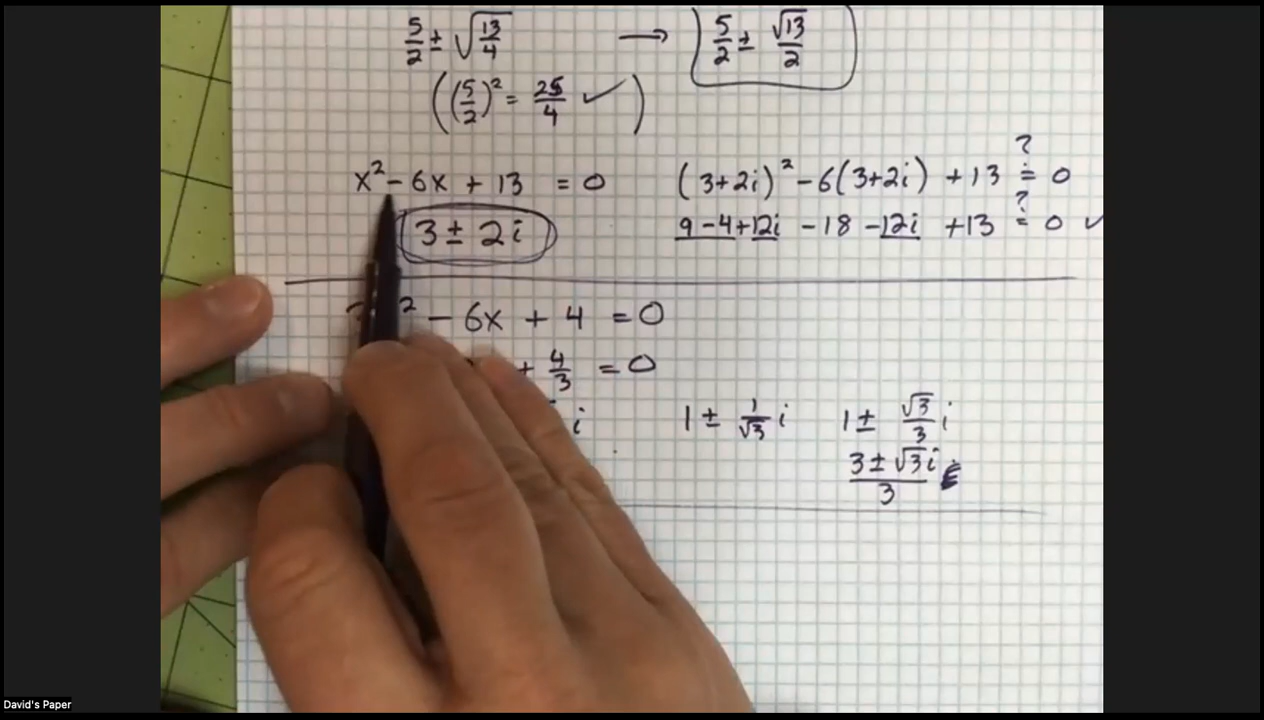 5/2 ± √(13/4) → 5/2 ± √13/2
((5/2)² = 25/4 ✓)
x² - 6x + 13 = 0
3 ± 2i
(3+2i)² - 6(3+2i) + 13 ≟ 0
9 - 4 + 12i - 18 - 12i + 13 ≟ 0 ✓
² - 6x + 4 = 0
+ 4/3 = 0
i
1 ± 1/√3 i
1 ± √3/3 i
(3 ± √3 i)/3
David's Paper